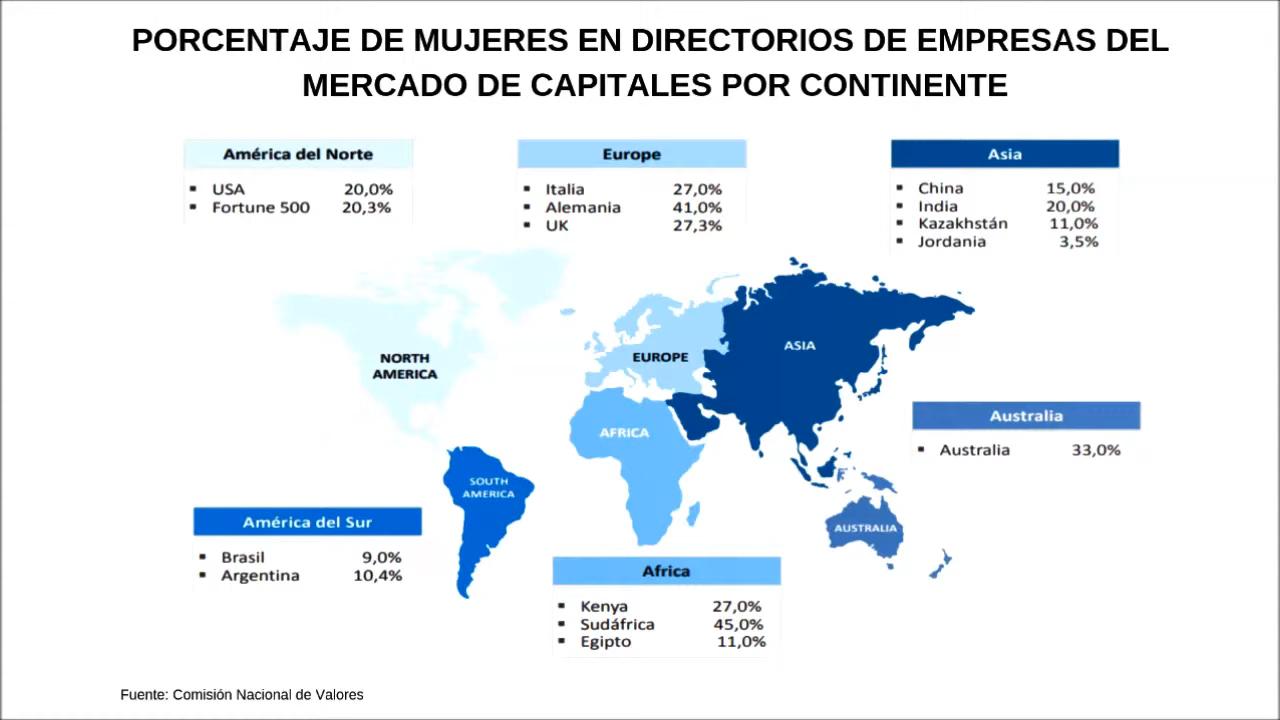 PORCENTAJE DE MUJERES EN DIRECTORIOS DE EMPRESAS DEL
MERCADO DE CAPITALES POR CONTINENTE
América del Norte
▪ USA 20,0%
▪ Fortune 500 20,3%
Europe
▪ Italia 27,0%
▪ Alemania 41,0%
▪ UK 27,3%
Asia
▪ China 15,0%
▪ India 20,0%
▪ Kazakhstán 11,0%
▪ Jordania 3,5%
NORTH
AMERICA
EUROPE
ASIA
AFRICA
SOUTH
AMERICA
AUSTRALIA
Australia
▪ Australia 33,0%
América del Sur
▪ Brasil 9,0%
▪ Argentina 10,4%
Africa
▪ Kenya 27,0%
▪ Sudáfrica 45,0%
▪ Egipto 11,0%
Fuente: Comisión Nacional de Valores